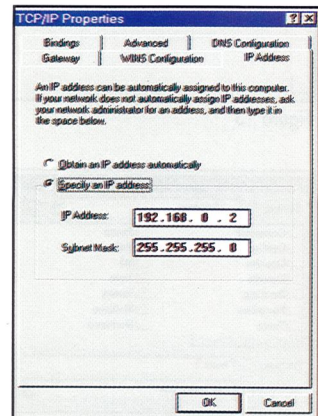 TCP/IP Properties
Bindings Advanced DNS Configuration
Gateway WINS Configuration IP Address
An IP address can be automatically assigned to this computer.
If your network does not automatically assign IP addresses, ask
your network administrator for an address, and then type it in
the space below.
Obtain an IP address automatically
Specify an IP address:
IP Address: 192.168. 0 . 2
Subnet Mask: 255.255.255. 0
OK Cancel